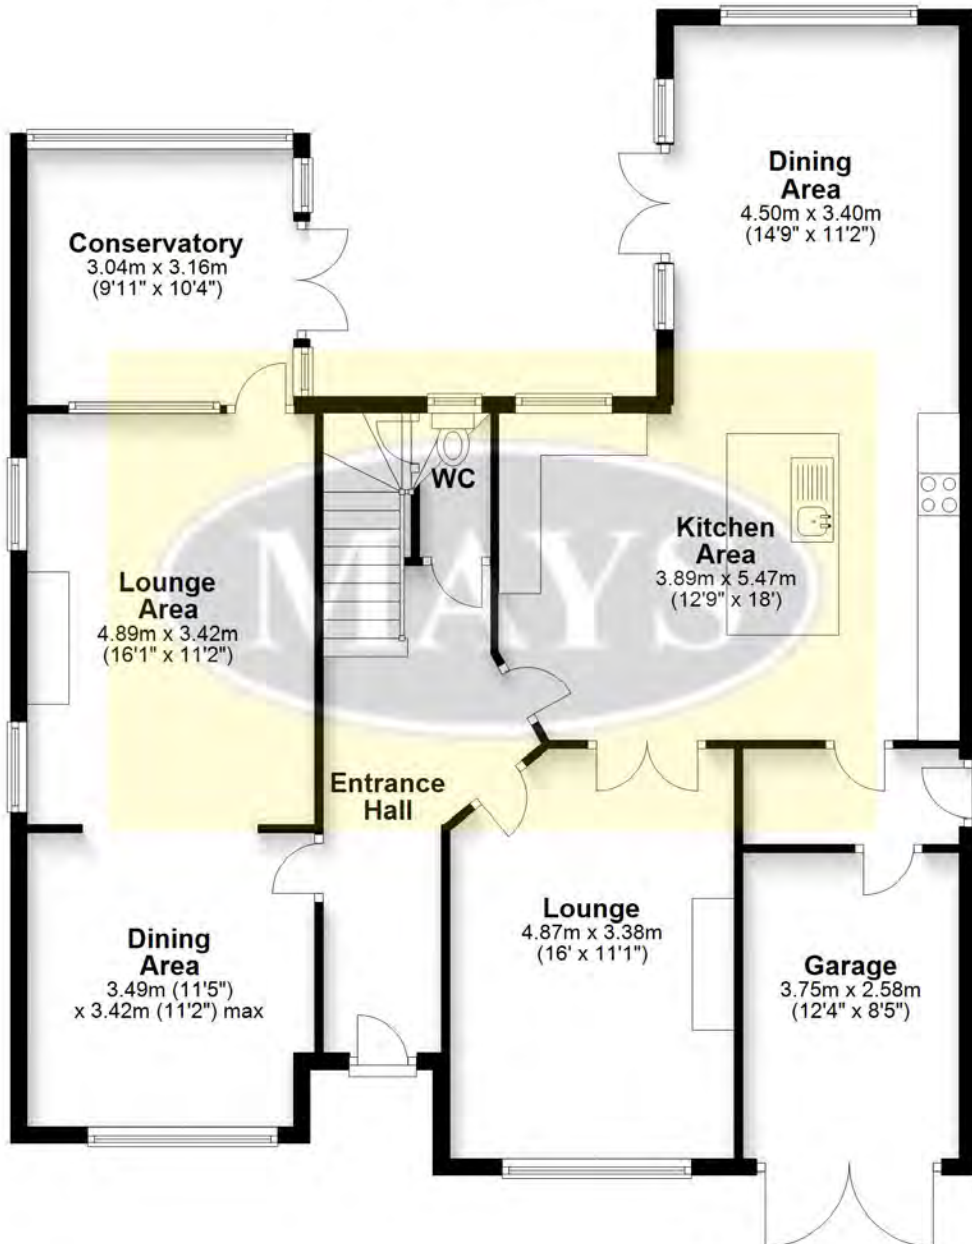 Dining
Area
4.50m x 3.40m
(14'9" x 11'2")
Conservatory
3.04m x 3.16m
(9'11" x 10'4")
WC
Kitchen
Area
3.89m x 5.47m
(12'9" x 18')
Lounge
Area
4.89m x 3.42m
(16'1" x 11'2")
MAYS
Entrance
Hall
Lounge
4.87m x 3.38m
(16' x 11'1")
Dining
Area
3.49m (11'5")
x 3.42m (11'2") max
Garage
3.75m x 2.58m
(12'4" x 8'5")